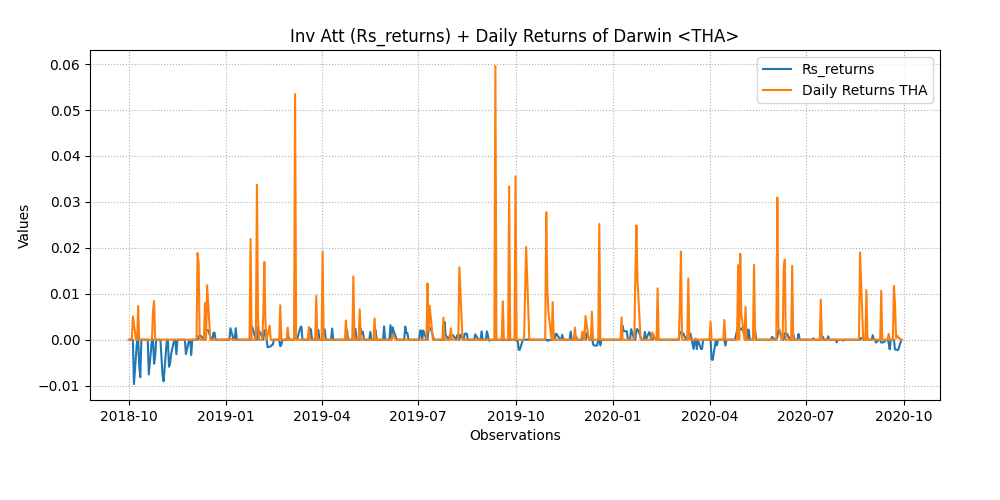 Inv Att (Rs_returns) + Daily Returns of Darwin <THA>
Rs_returns
Daily Returns THA
Values
0.06
0.05
0.04
0.03
0.02
0.01
0.00
−0.01
2018-10 2019-01 2019-04 2019-07 2019-10 2020-01 2020-04 2020-07 2020-10
Observations